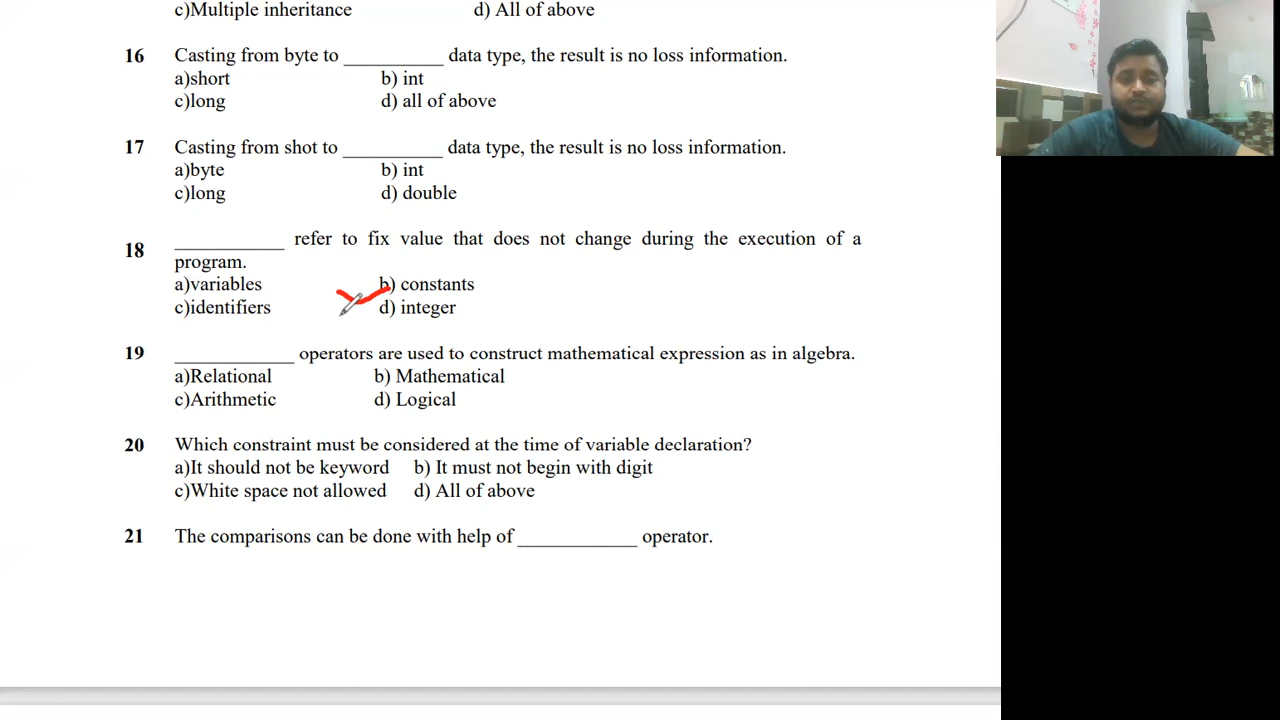 c)Multiple inheritance d) All of above
16 Casting from byte to __________ data type, the result is no loss information.
a)short b) int
c)long d) all of above
17 Casting from shot to __________ data type, the result is no loss information.
a)byte b) int
c)long d) double
18 ___________ refer to fix value that does not change during the execution of a
program.
a)variables b) constants
c)identifiers d) integer
19 ____________ operators are used to construct mathematical expression as in algebra.
a)Relational b) Mathematical
c)Arithmetic d) Logical
20 Which constraint must be considered at the time of variable declaration?
a)It should not be keyword b) It must not begin with digit
c)White space not allowed d) All of above
21 The comparisons can be done with help of ____________ operator.